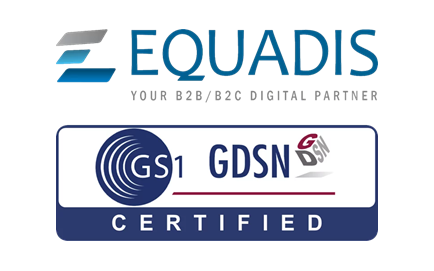 EQUADIS
YOUR B2B/B2C DIGITAL PARTNER
GS1 GDSN GDSN
CERTIFIED